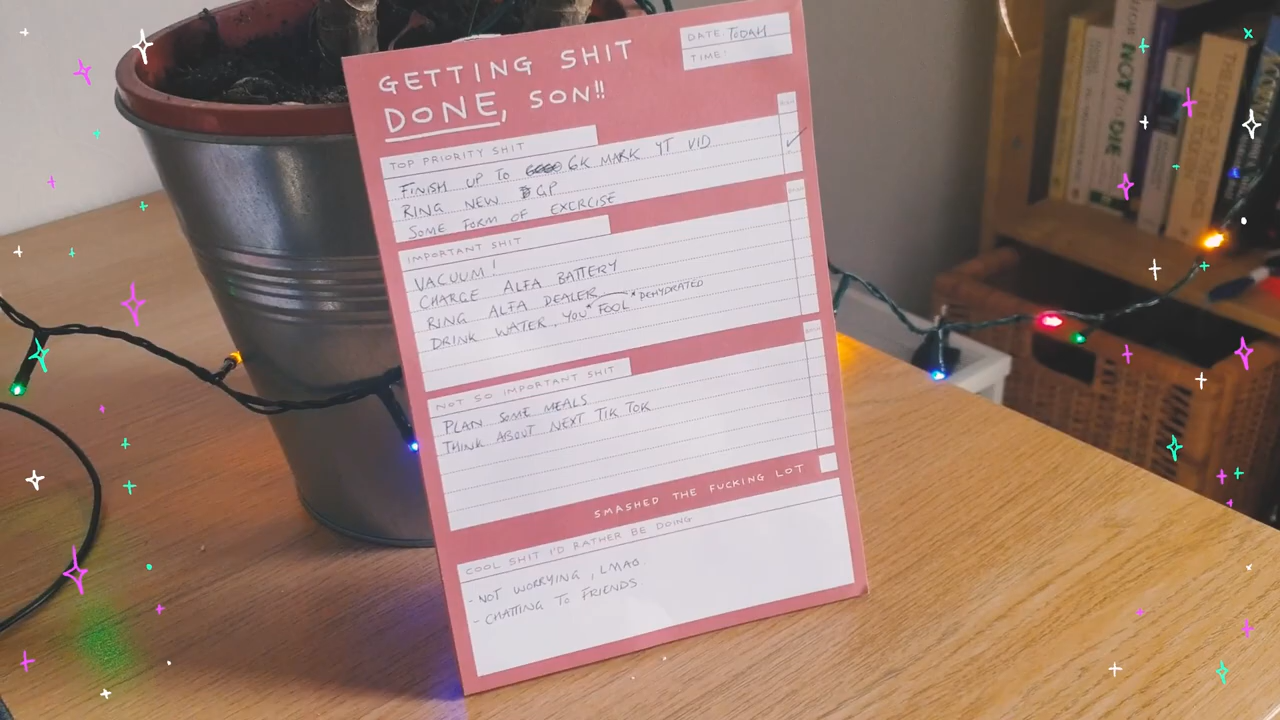 GETTING SHIT
DONE, SON!!
DATE: TODAY
TIME:
TOP PRIORITY SHIT
FINISH UP TO 6K MARK YT VID
RING NEW GP
SOME FORM OF EXERCISE
IMPORTANT SHIT
VACUUM!
CHARGE ALFA BATTERY
RING ALFA DEALER
DRINK WATER, YOU FOOL
*DEHYDRATED
NOT SO IMPORTANT SHIT
PLAN SOME MEALS
THINK ABOUT NEXT TIK TOK
SMASHED THE FUCKING LOT
COOL SHIT I'D RATHER BE DOING
- NOT WORRYING, LMAO.
- CHATTING TO FRIENDS
NOT
DIE